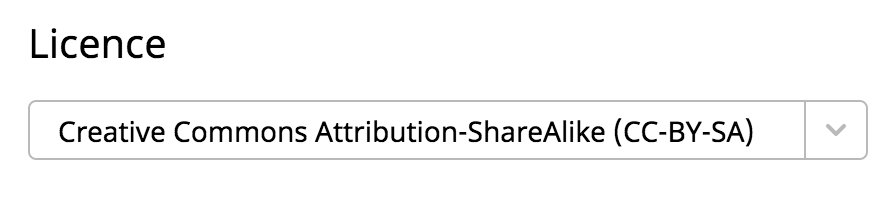 Licence
Creative Commons Attribution-ShareAlike (CC-BY-SA)